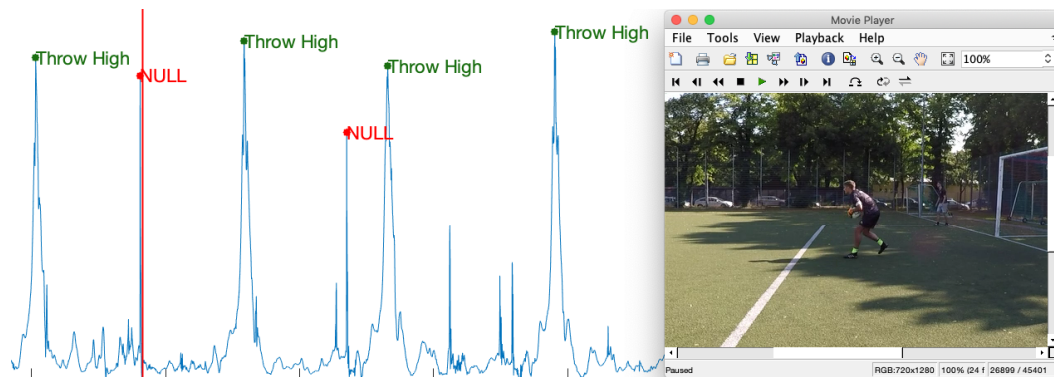 Throw High
NULL
Throw High
NULL
Throw High
Throw High
Movie Player
File Tools View Playback Help
100%
Paused
RGB:720x1280 100% (24 f 26899 / 45401